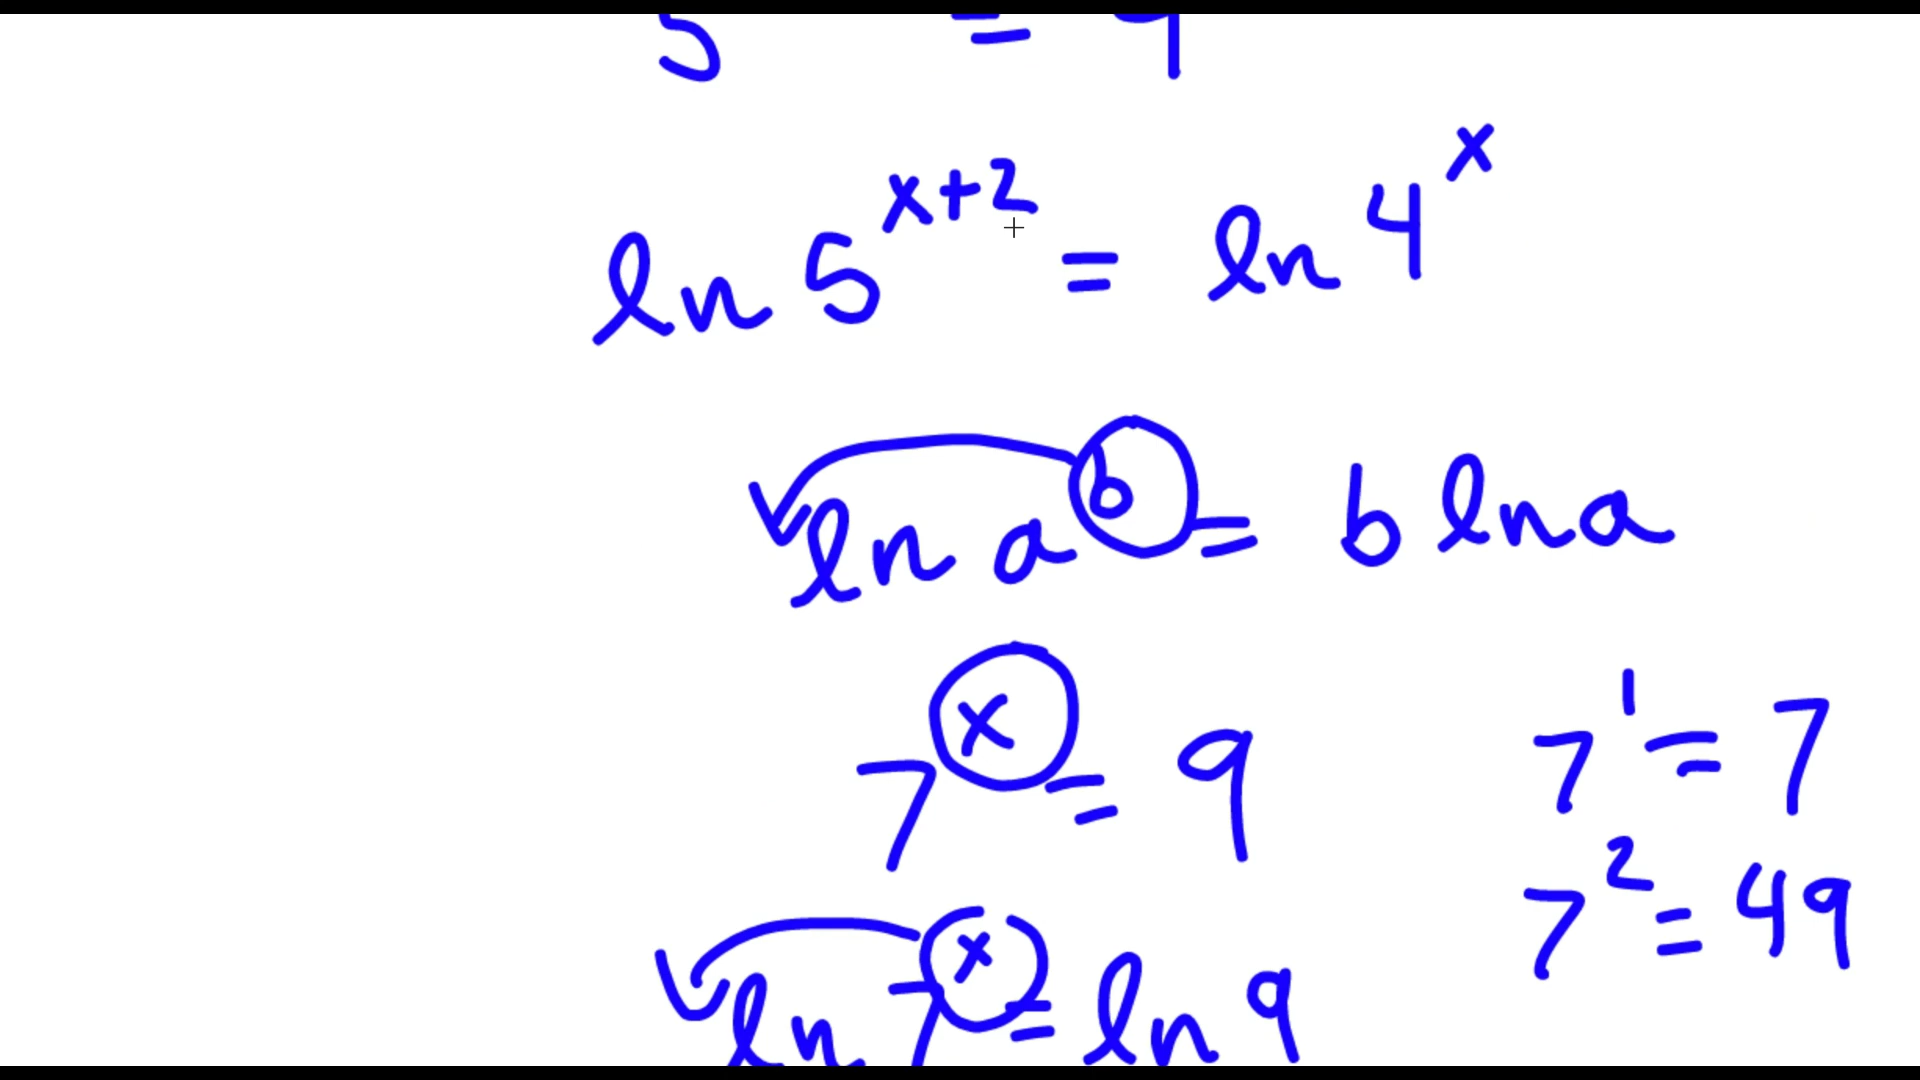 5 = 4
ln 5^{x+2} = ln 4^x
ln a^b = b ln a
7^x = 9
7^1 = 7
7^2 = 49
ln 7^x = ln 9